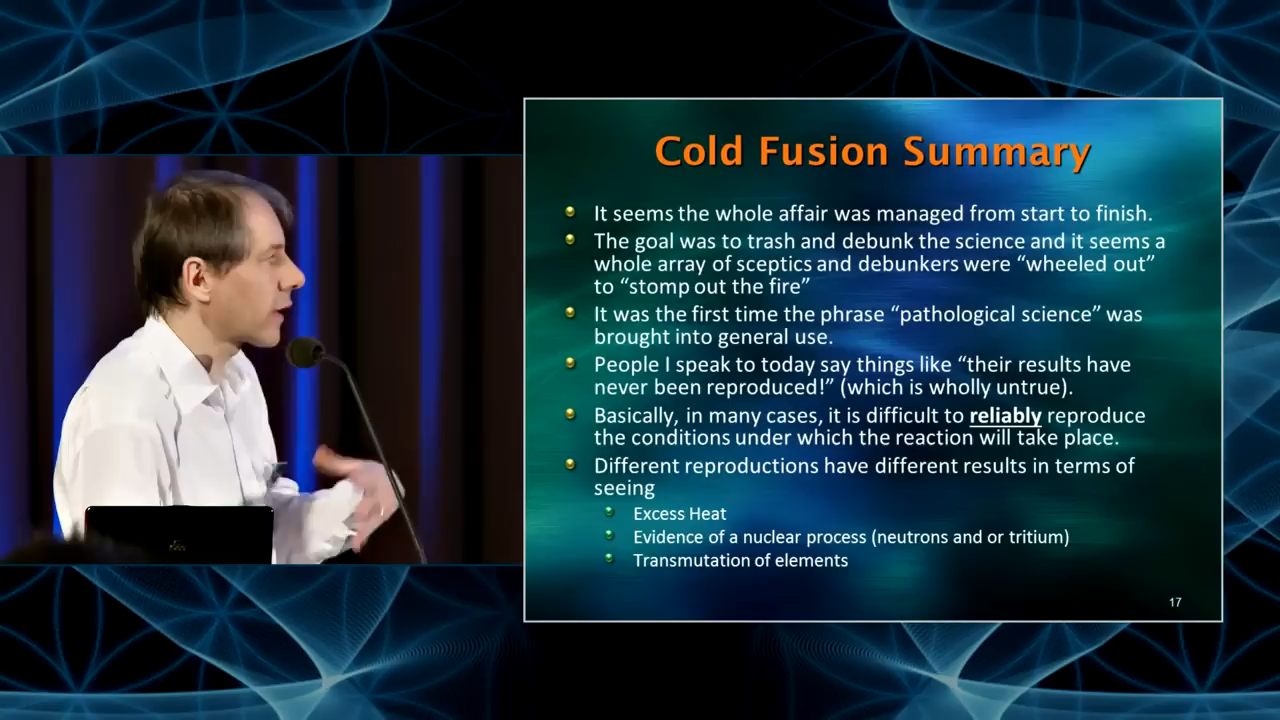 Cold Fusion Summary
It seems the whole affair was managed from start to finish.
The goal was to trash and debunk the science and it seems a
whole array of sceptics and debunkers were “wheeled out”
to “stomp out the fire”
It was the first time the phrase “pathological science” was
brought into general use.
People I speak to today say things like “their results have
never been reproduced!” (which is wholly untrue).
Basically, in many cases, it is difficult to reliably reproduce
the conditions under which the reaction will take place.
Different reproductions have different results in terms of
seeing
Excess Heat
Evidence of a nuclear process (neutrons and or tritium)
Transmutation of elements
17